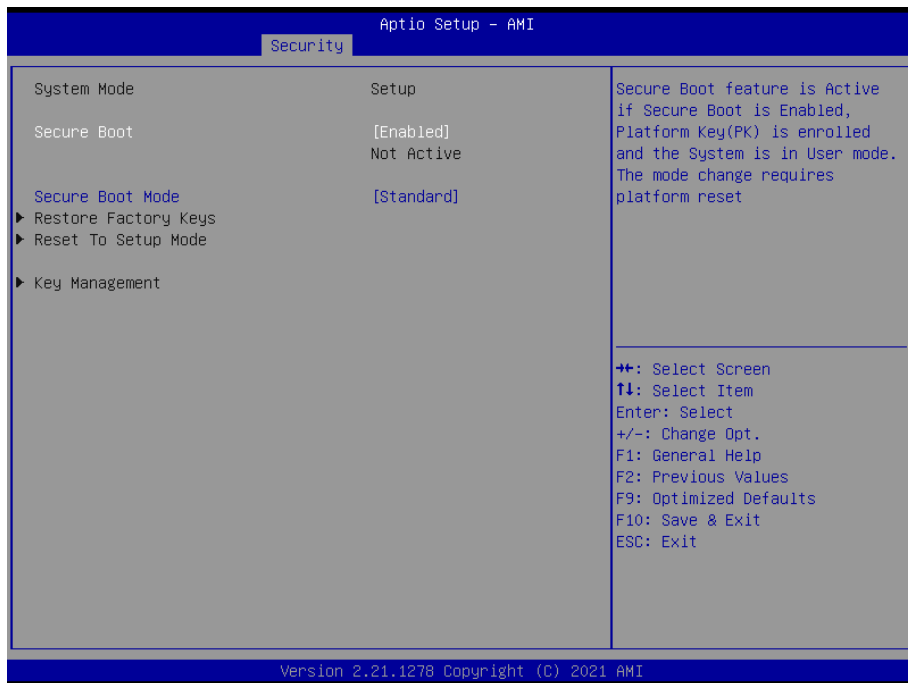 Aptio Setup – AMI
Security
System Mode Setup
Secure Boot [Enabled]
Not Active
Secure Boot Mode [Standard]
Restore Factory Keys
Reset To Setup Mode
Key Management
Secure Boot feature is Active
if Secure Boot is Enabled,
Platform Key(PK) is enrolled
and the System is in User mode.
The mode change requires
platform reset
→←: Select Screen
↑↓: Select Item
Enter: Select
+/-: Change Opt.
F1: General Help
F2: Previous Values
F9: Optimized Defaults
F10: Save & Exit
ESC: Exit
Version 2.21.1278 Copyright (C) 2021 AMI